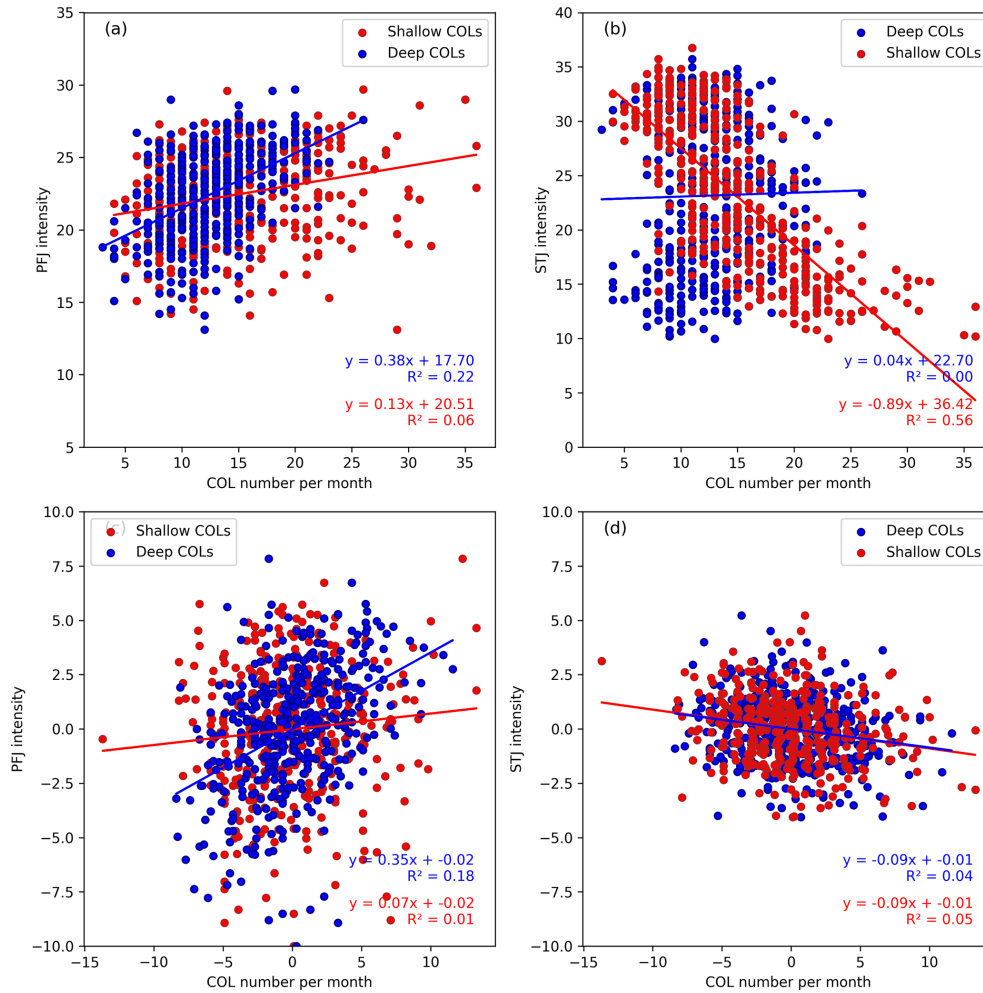 (a)
Shallow COLs
Deep COLs
35
30
25
20
15
10
5
PFJ intensity
y = 0.38x + 17.70
R² = 0.22
y = 0.13x + 20.51
R² = 0.06
5 10 15 20 25 30 35
COL number per month
(b)
Deep COLs
Shallow COLs
40
35
30
25
20
15
10
5
0
STJ intensity
y = 0.04x + 22.70
R² = 0.00
y = -0.89x + 36.42
R² = 0.56
5 10 15 20 25 30 35
COL number per month
(c)
Shallow COLs
Deep COLs
10.0
7.5
5.0
2.5
0.0
−2.5
−5.0
−7.5
−10.0
PFJ intensity
y = 0.35x + -0.02
R² = 0.18
y = 0.07x + -0.02
R² = 0.01
−15 −10 −5 0 5 10
COL number per month
(d)
Deep COLs
Shallow COLs
10.0
7.5
5.0
2.5
0.0
−2.5
−5.0
−7.5
−10.0
STJ intensity
y = -0.09x + -0.01
R² = 0.04
y = -0.09x + -0.01
R² = 0.05
−15 −10 −5 0 5 10
COL number per month